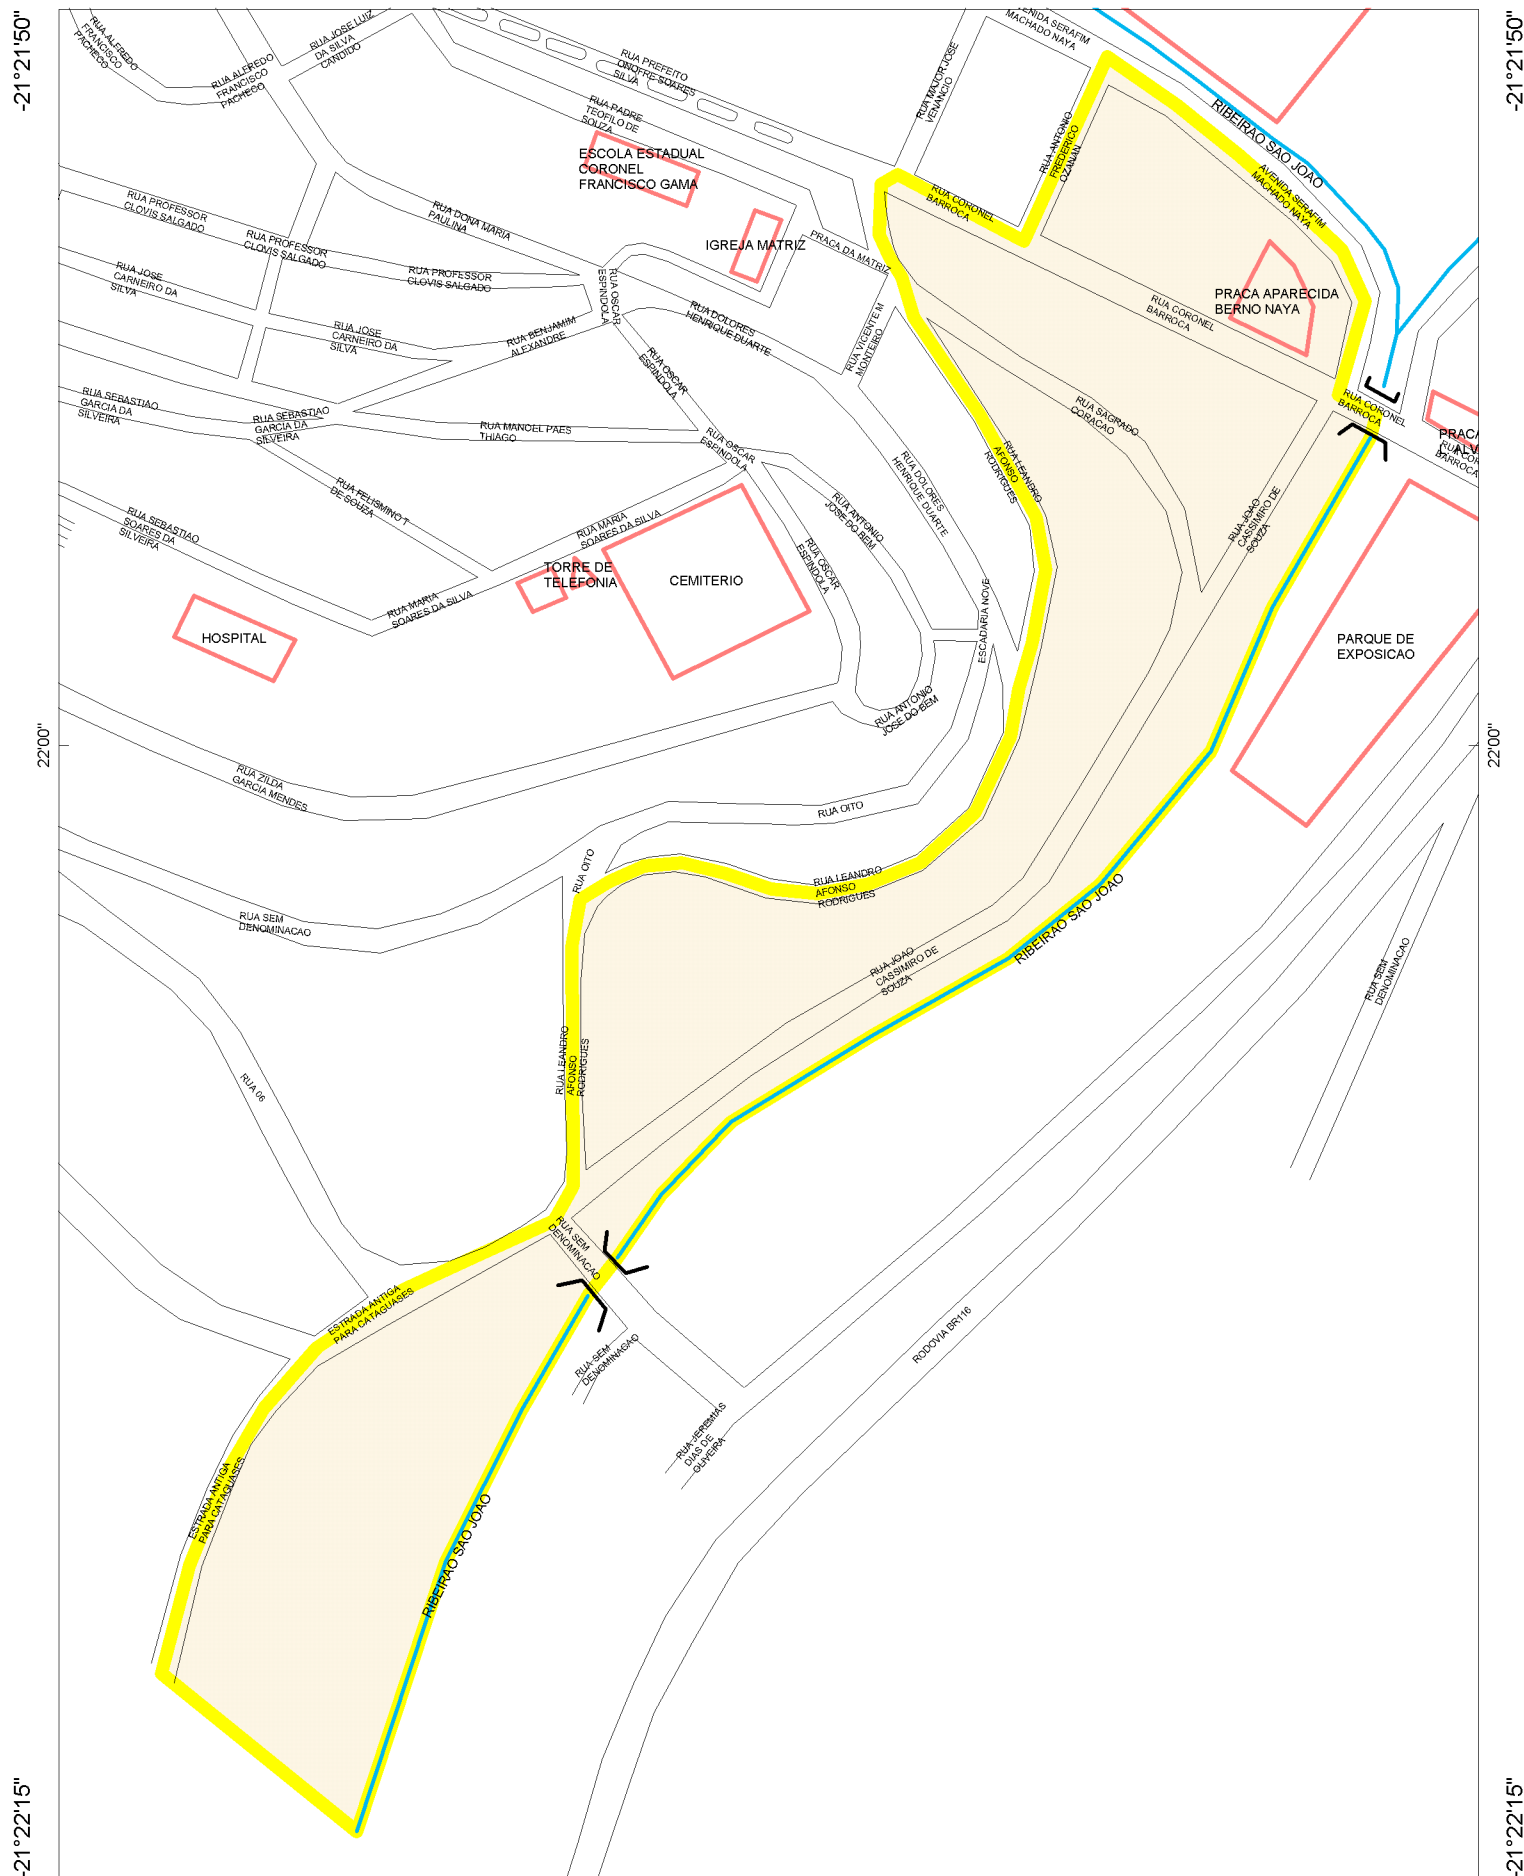 -21°21'50"
-21°21'50"
RUA ALFREDO
FRANCISCO
PACHECO
RUA JOSE LUIZ
DA SILVA
CANDIDO
RUA ALFREDO
FRANCISCO
PACHECO
RUA PREFEITO
ONOFRE SOARES
SILVA
RUA PADRE
TEOFILO DE
SOUZA
RUA MAJOR JOSE
VENANCIO
ENIDA SERAFIM
MACHADO NAYA
RIBEIRAO SAO JOAO
RUA ANTONIO
FREDERICO
OZANAN
AVENIDA SERAFIM
MACHADO NAYA
ESCOLA ESTADUAL
CORONEL
FRANCISCO GAMA
RUA CORONEL
BARROCA
RUA PROFESSOR
CLOVIS SALGADO
RUA DONA MARIA
PAULINA
RUA PROFESSOR
CLOVIS SALGADO
IGREJA MATRIZ
PRACA DA MATRIZ
RUA JOSE
CARNEIRO DA
SILVA
RUA PROFESSOR
CLOVIS SALGADO
RUA OSCAR
ESPINDOLA
PRACA APARECIDA
BERNO NAYA
RUA CORONEL
BARROCA
RUA DOLORES
HENRIQUE DUARTE
RUA VICENTE M
MONTEIRO
RUA JOSE
CARNEIRO DA
SILVA
RUA BENJAMIM
ALEXANDRE
RUA OSCAR
ESPINDOLA
RUA SEBASTIAO
GARCIA DA
SILVEIRA
RUA SEBASTIAO
GARCIA DA
SILVEIRA
RUA MANOEL PAES
THIAGO
RUA OSCAR
ESPINDOLA
RUA SAGRADO
CORACAO
RUA CORONEL
BARROCA
PRACA
ALV
RUA COR
BARROCA
RUA LEANDRO
AFONSO
RODRIGUES
RUA DOLORES
HENRIQUE DUARTE
RUA FELISMINO T
DE SOUZA
RUA SEBASTIAO
SOARES DA
SILVEIRA
RUA MARIA
SOARES DA SILVA
RUA ANTONIO
JOSE DO BEM
RUA JOAO
CASSIMIRO DE
SOUZA
RUA OSCAR
ESPINDOLA
TORRE DE
TELEFONIA
CEMITERIO
RUA MARIA
SOARES DA SILVA
ESCADARIA NOVE
HOSPITAL
PARQUE DE
EXPOSICAO
RUA ANTONIO
JOSE DO BEM
22'00"
22'00"
RUA ZILDA
GARCIA MENDES
RUA OITO
RUA OITO
RUA LEANDRO
AFONSO
RODRIGUES
RIBEIRAO SAO JOAO
RUA SEM
DENOMINACAO
RUA JOAO
CASSIMIRO DE
SOUZA
RUA SEM
DENOMINACAO
RUA LEANDRO
AFONSO
RODRIGUES
RUA 06
RUA SEM
DENOMINACAO
ESTRADA ANTIGA
PARA CATAGUASES
RODOVIA BR116
RUA SEM
DENOMINACAO
RUA JEREMIAS
DIAS DE
OLIVEIRA
ESTRADA ANTIGA
PARA CATAGUASES
RIBEIRAO SAO JOAO
-21°22'15"
-21°22'15"